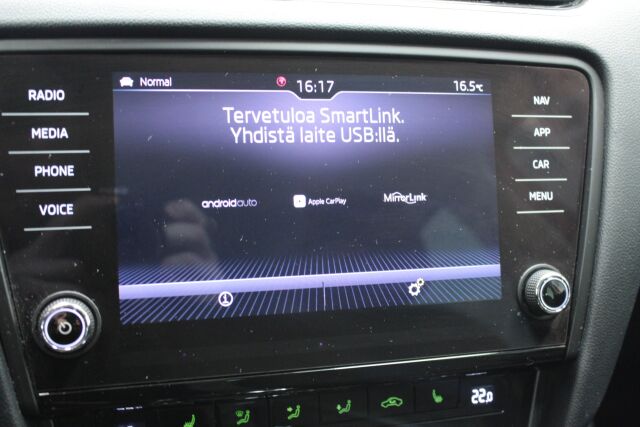 Normal 16:17 16.5°C
RADIO
MEDIA
PHONE
VOICE
Tervetuloa SmartLink.
Yhdistä laite USB:llä.
androidauto Apple CarPlay MirrorLink
NAV
APP
CAR
MENU
22.0